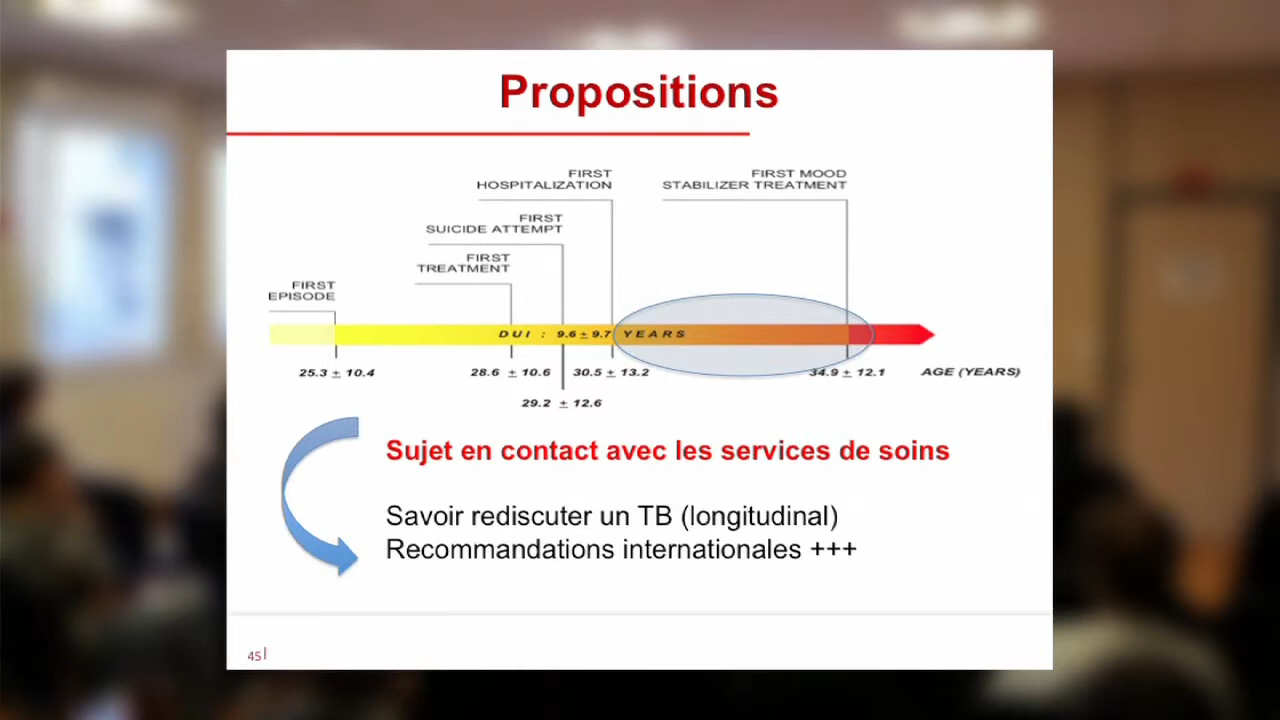 Propositions
FIRST
HOSPITALIZATION
FIRST MOOD
STABILIZER TREATMENT
FIRST
SUICIDE ATTEMPT
FIRST
TREATMENT
FIRST
EPISODE
DUI : 9.6 ± 9.7 YEARS
25.3 ± 10.4
28.6 ± 10.6
30.5 ± 13.2
34.9 ± 12.1
AGE (YEARS)
29.2 ± 12.6
Sujet en contact avec les services de soins
Savoir rediscuter un TB (longitudinal)
Recommandations internationales +++
45